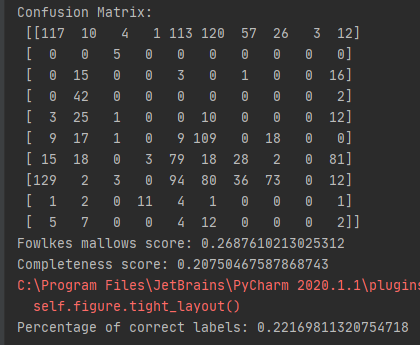 Confusion Matrix:
[[117 10 4 1 113 120 57 26 3 12]
[ 0 0 5 0 0 0 0 0 0 0]
[ 0 15 0 0 3 0 1 0 0 16]
[ 0 42 0 0 0 0 0 0 0 2]
[ 3 25 1 0 0 10 0 0 0 12]
[ 9 17 1 0 9 109 0 18 0 0]
[ 15 18 0 3 79 18 28 2 0 81]
[129 2 3 0 94 80 36 73 0 12]
[ 1 2 0 11 4 1 0 0 0 1]
[ 5 7 0 0 4 12 0 0 0 2]]
Fowlkes mallows score: 0.2687610213025312
Completeness score: 0.20750467587868743
C:\Program Files\JetBrains\PyCharm 2020.1.1\plugins
self.figure.tight_layout()
Percentage of correct labels: 0.22169811320754718